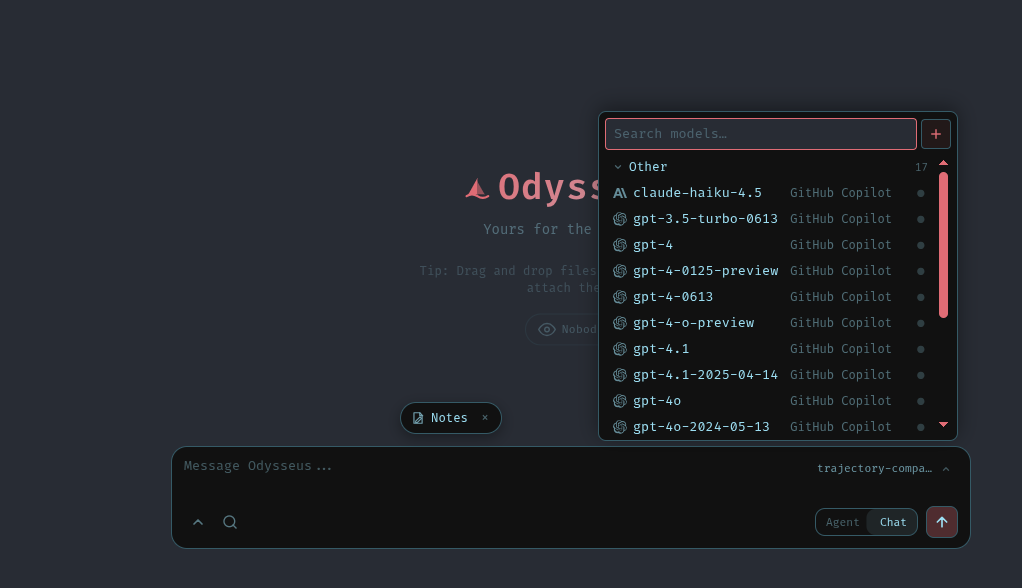 Search models…
+
Other 17
claude-haiku-4.5 GitHub Copilot
gpt-3.5-turbo-0613 GitHub Copilot
gpt-4 GitHub Copilot
gpt-4-0125-preview GitHub Copilot
gpt-4-0613 GitHub Copilot
gpt-4-o-preview GitHub Copilot
gpt-4.1 GitHub Copilot
gpt-4.1-2025-04-14 GitHub Copilot
gpt-4o GitHub Copilot
gpt-4o-2024-05-13 GitHub Copilot
Yours for the
Tip: Drag and drop files
attach the
Notes ×
Message Odysseus...
trajectory-compa…
Agent Chat